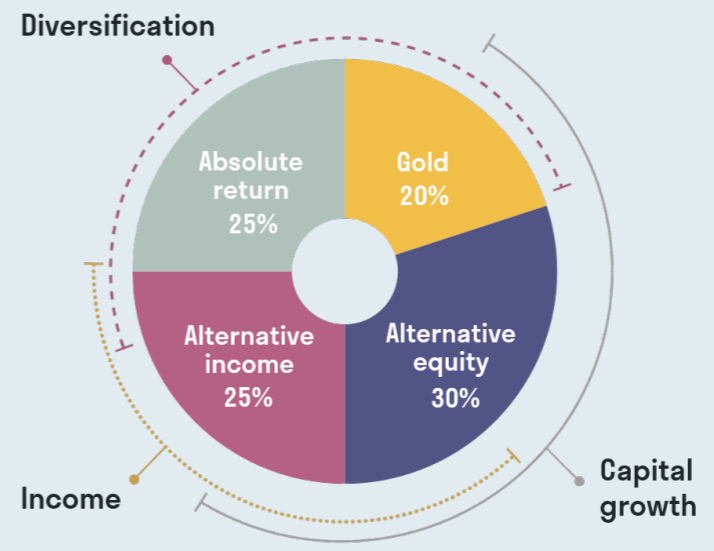 Diversification
Absolute
return
25%
Gold
20%
Alternative
income
25%
Alternative
equity
30%
Income
Capital
growth